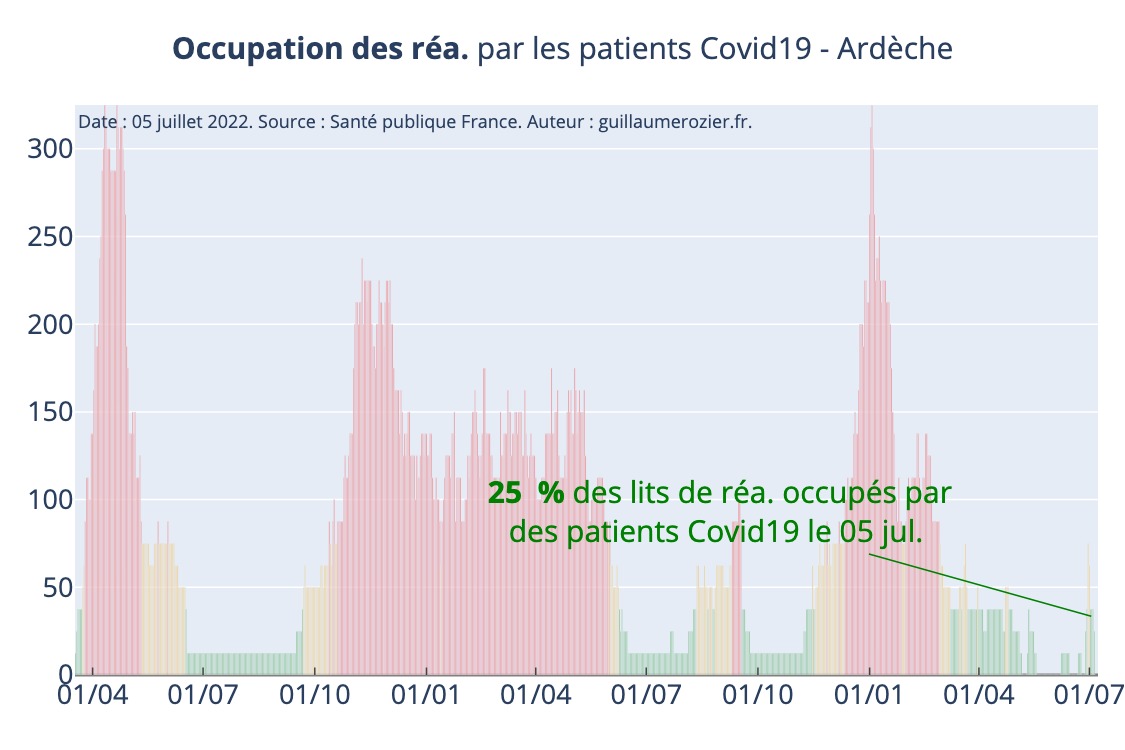 Occupation des réa. par les patients Covid19 - Ardèche
Date : 05 juillet 2022. Source : Santé publique France. Auteur : guillaumerozier.fr.
300
250
200
150
100
50
0
25 % des lits de réa. occupés par
des patients Covid19 le 05 jul.
01/04 01/07 01/10 01/01 01/04 01/07 01/10 01/01 01/04 01/07